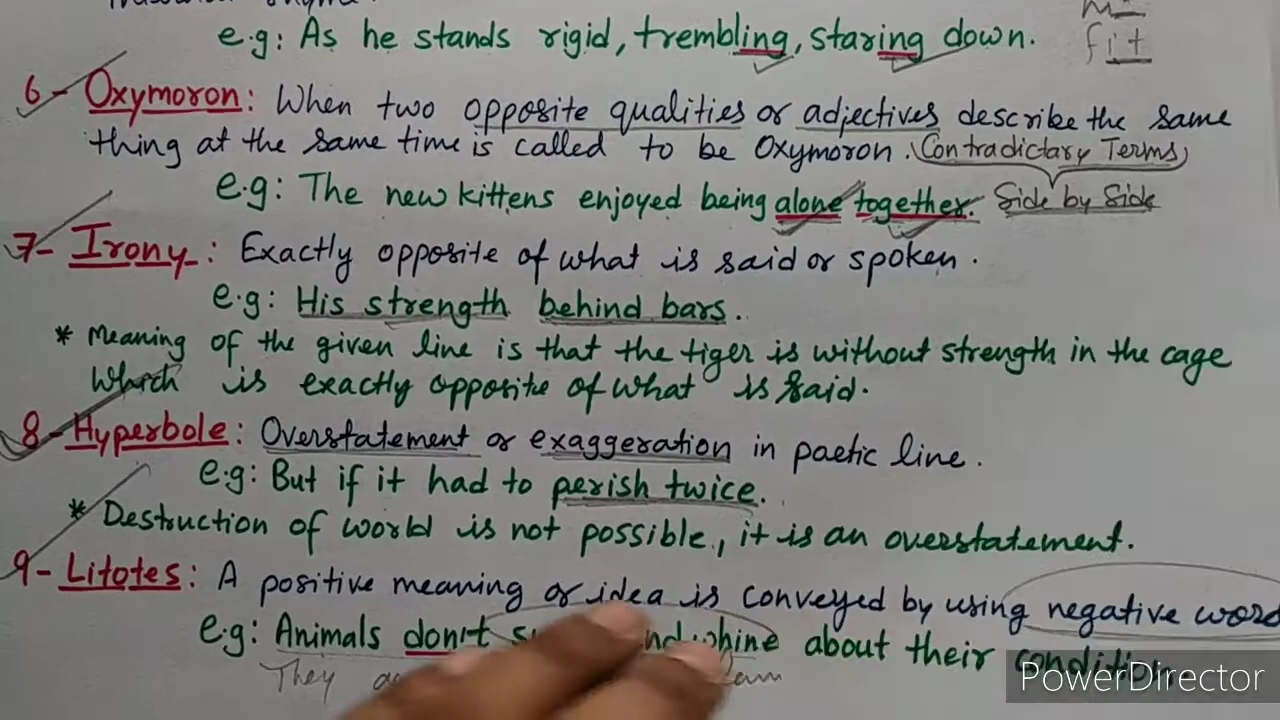 e.g: As he stands rigid, trembling, staring down.
fit
6- Oxymoron: When two opposite qualities or adjectives describe the same
thing at the same time is called to be Oxymoron. (Contradictary Terms)
e.g: The new kittens enjoyed being alone together. Side by Side
7- Irony: Exactly opposite of what is said or spoken.
e.g: His strength behind bars.
* Meaning of the given line is that the tiger is without strength in the cage
which is exactly opposite of what is said.
8- Hyperbole: Overstatement or exaggeration in poetic line.
e.g: But if it had to perish twice.
* Destruction of world is not possible, it is an overstatement.
9- Litotes: A positive meaning or idea is conveyed by using negative word
e.g: Animals don't whine about their condition.
They
PowerDirector